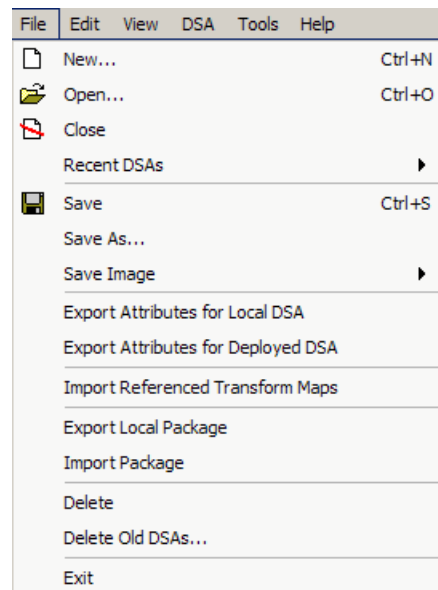 File Edit View DSA Tools Help
New... Ctrl+N
Open... Ctrl+O
Close
Recent DSAs
Save Ctrl+S
Save As...
Save Image
Export Attributes for Local DSA
Export Attributes for Deployed DSA
Import Referenced Transform Maps
Export Local Package
Import Package
Delete
Delete Old DSAs...
Exit